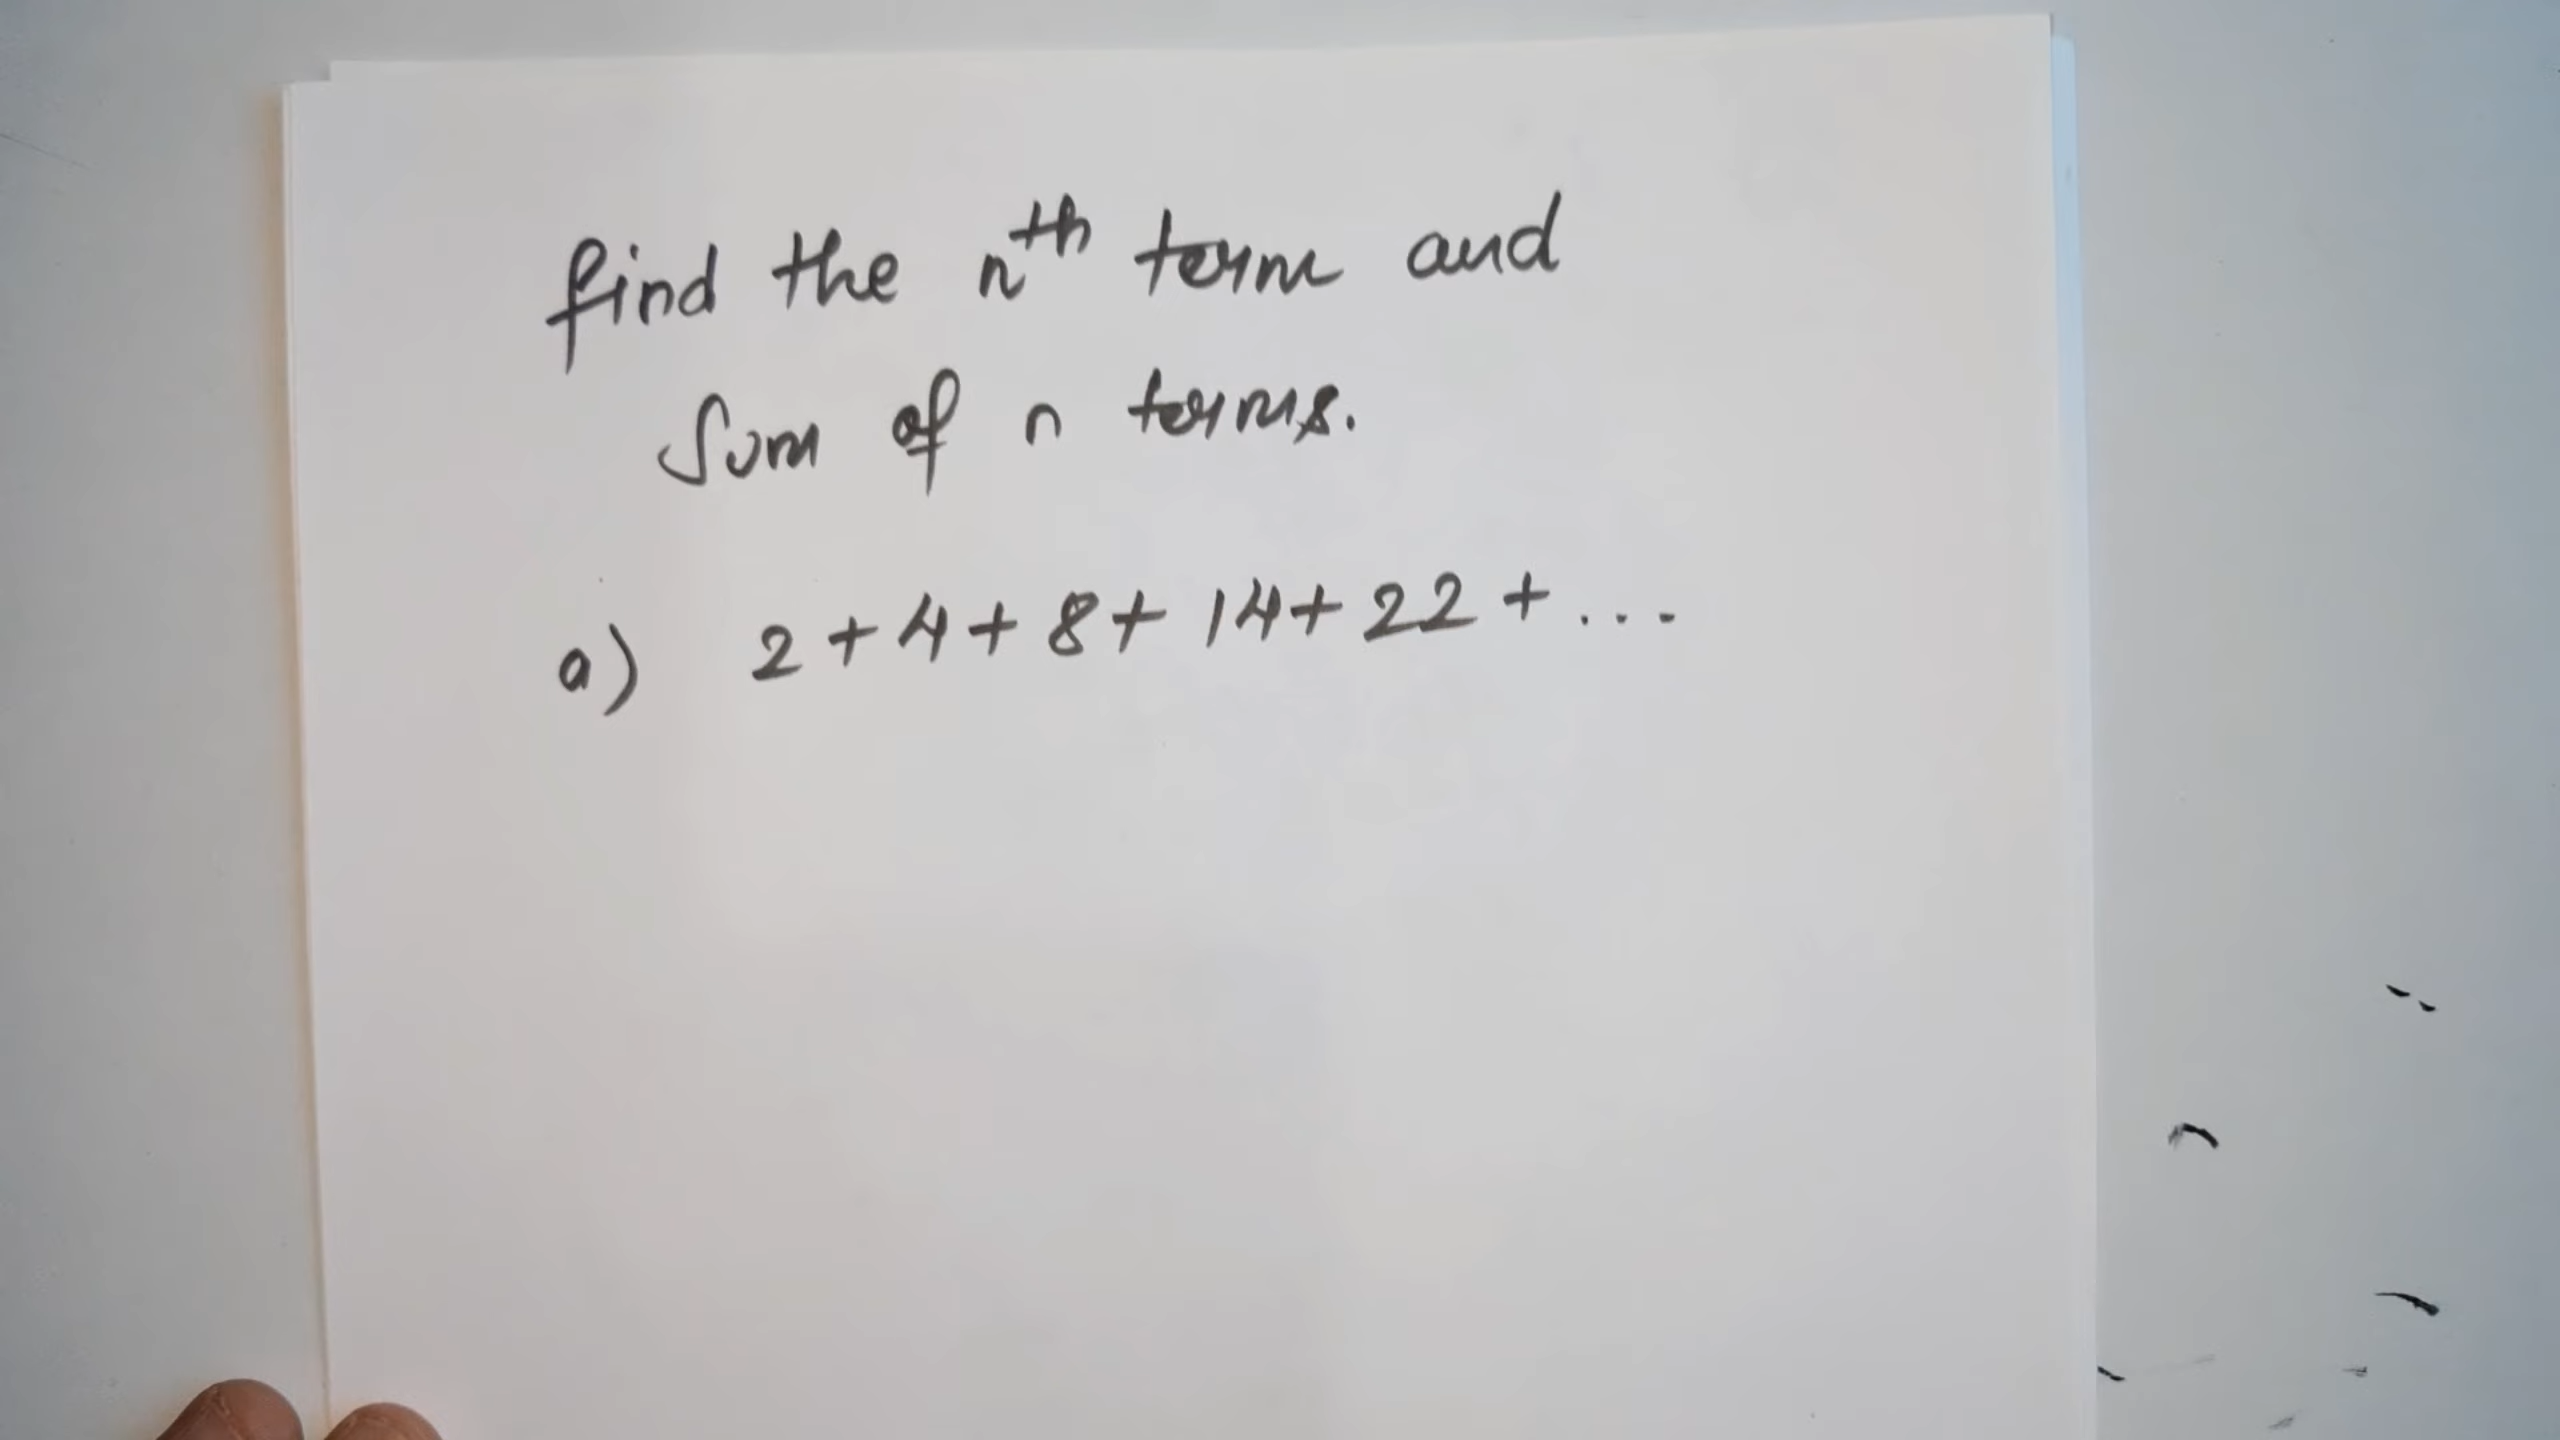 find the nth term and
Sum of n terms.
a) 2 + 4 + 8 + 14 + 22 + ...